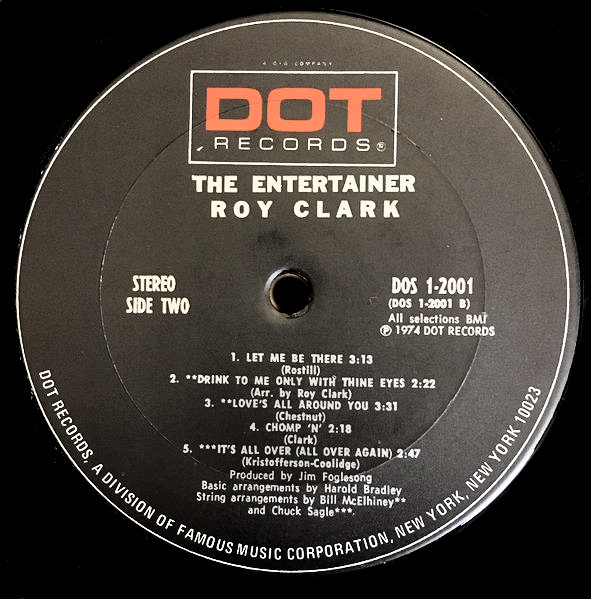 A G+G COMPANY
DOT
RECORDS®
THE ENTERTAINER
ROY CLARK
STEREO
SIDE TWO
DOS 1-2001
(DOS 1-2001 B)
All selections BMI
℗ 1974 DOT RECORDS
1. LET ME BE THERE 3:13
(Rostill)
2. **DRINK TO ME ONLY WITH THINE EYES 2:22
(Arr. by Roy Clark)
3. **LOVE'S ALL AROUND YOU 3:31
(Chestnut)
4. CHOMP 'N' 2:18
(Clark)
5. ***IT'S ALL OVER (ALL OVER AGAIN) 2:47
(Kristofferson-Coolidge)
Produced by Jim Foglesong
Basic arrangements by Harold Bradley
String arrangements by Bill McElhiney**
and Chuck Sagle***.
DOT RECORDS, A DIVISION OF FAMOUS MUSIC CORPORATION, NEW YORK, NEW YORK 10023